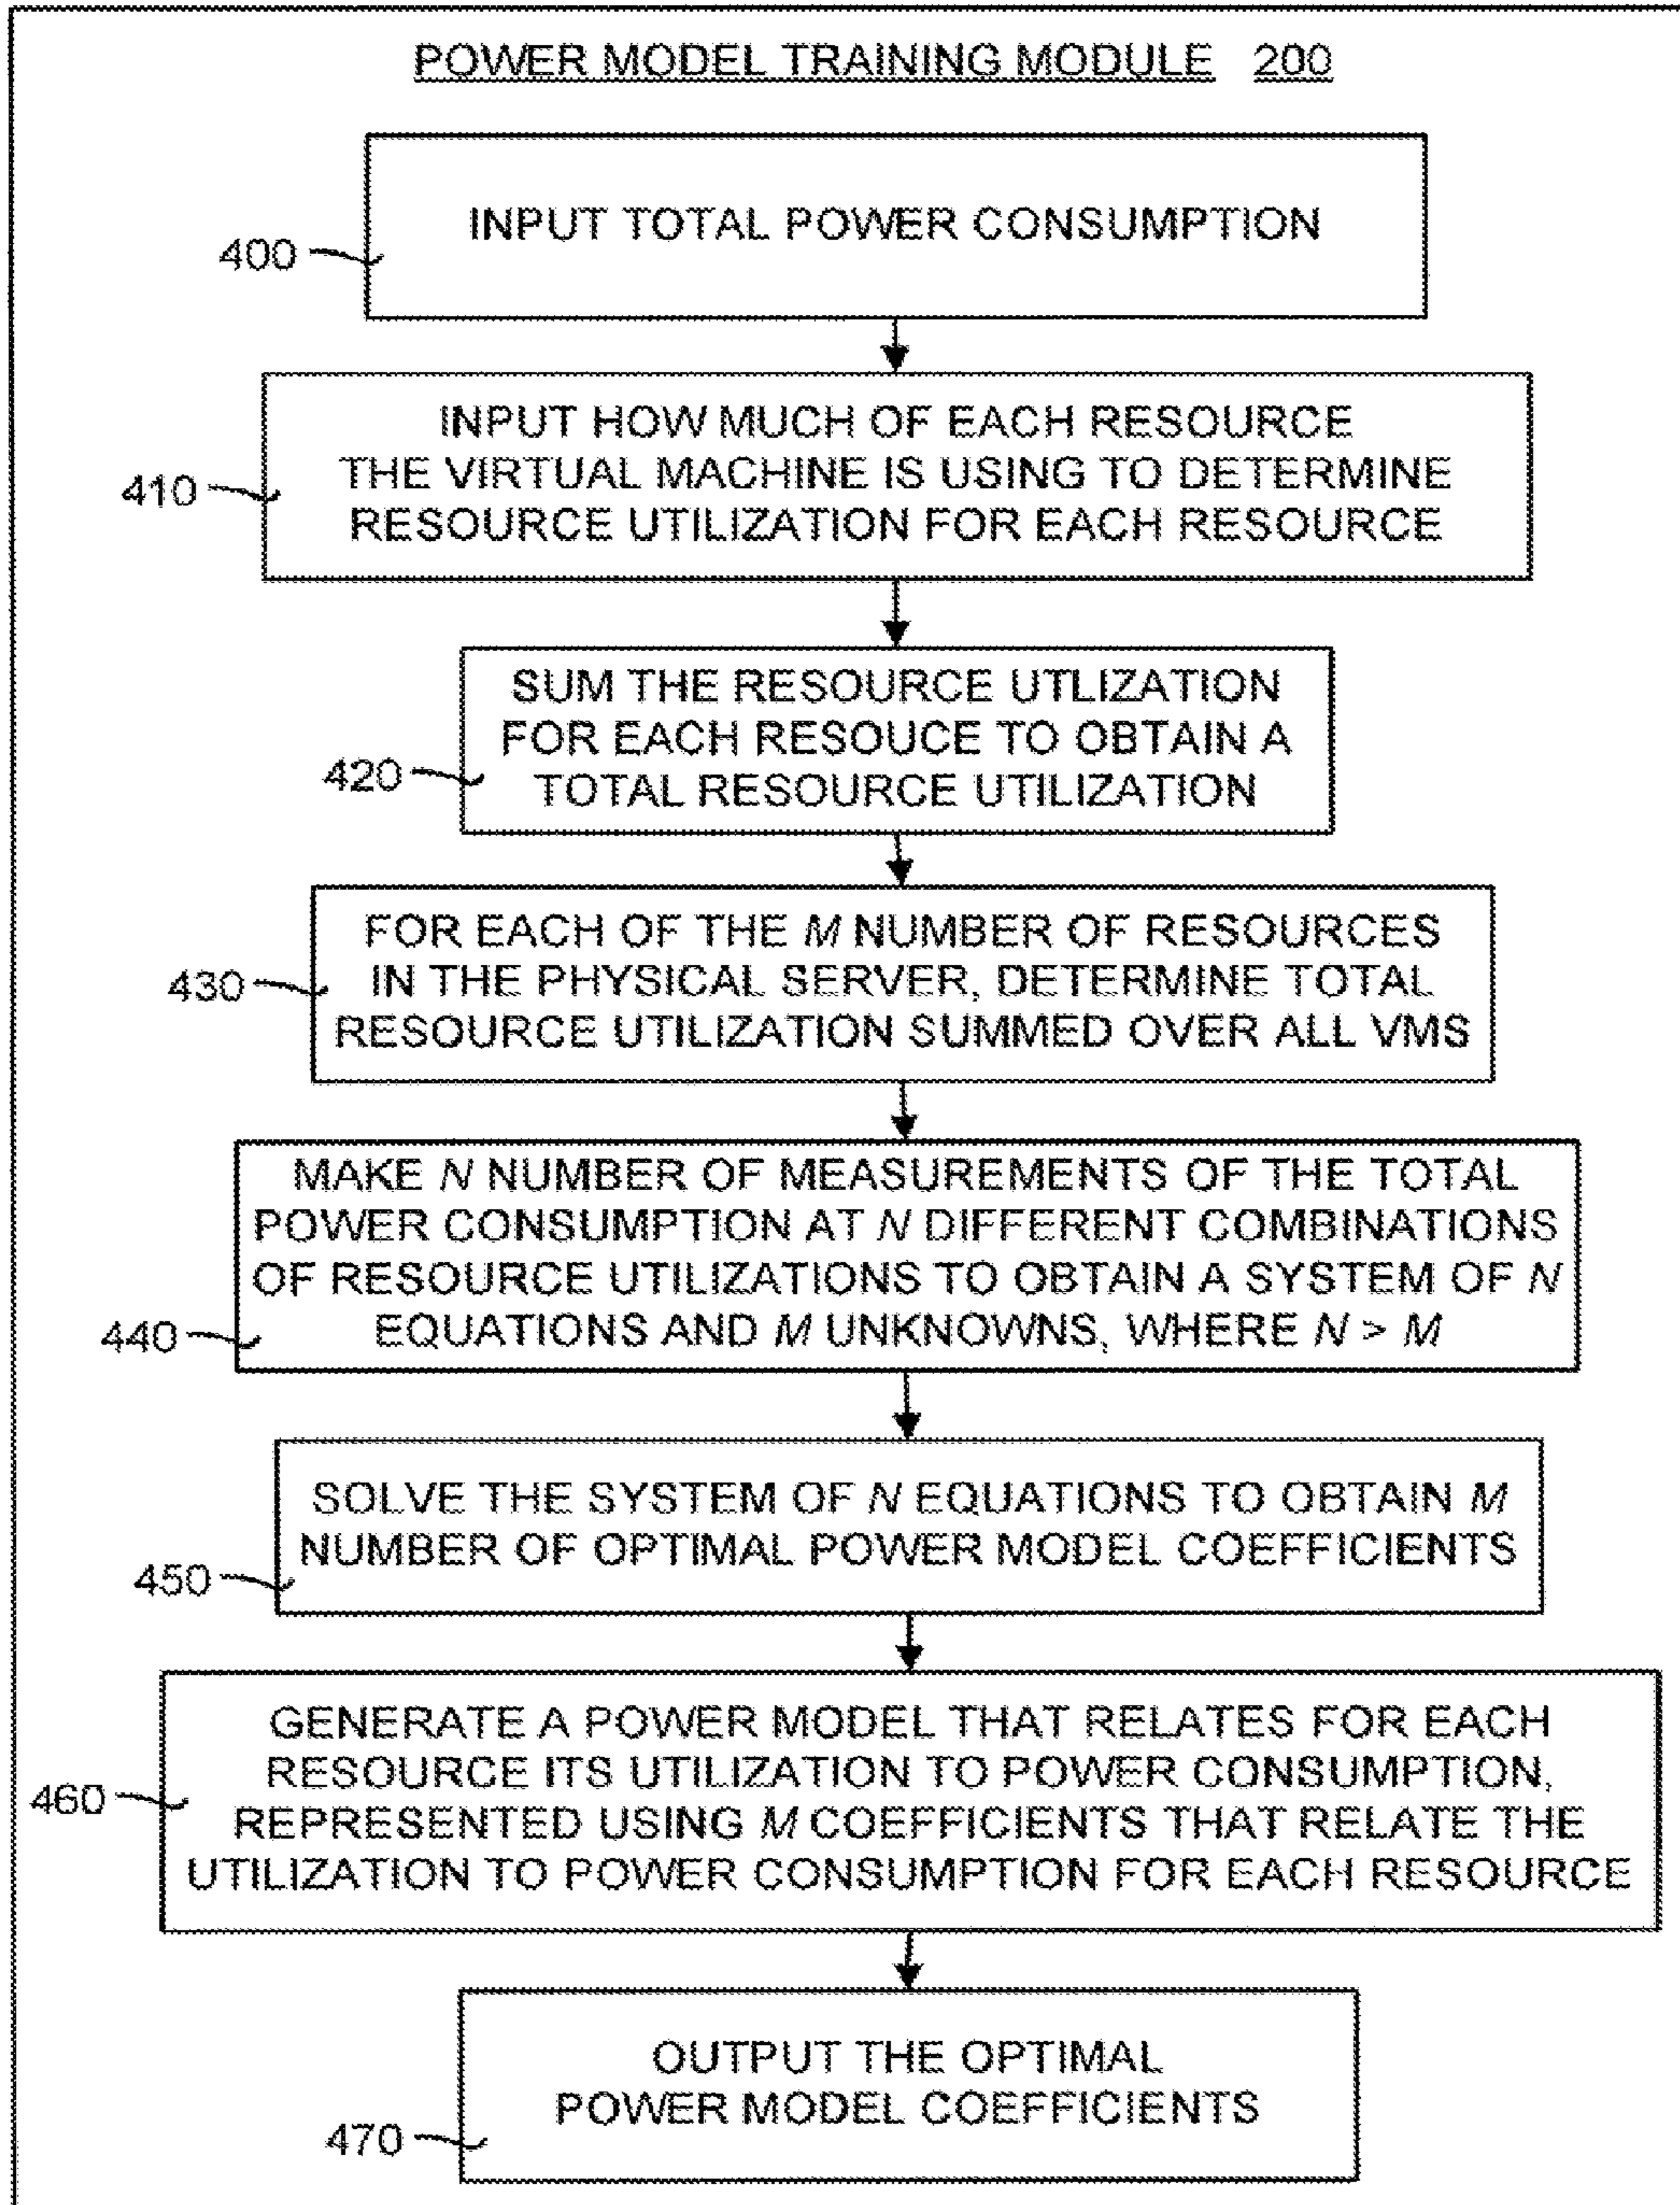 POWER MODEL TRAINING MODULE 200
INPUT TOTAL POWER CONSUMPTION
400
INPUT HOW MUCH OF EACH RESOURCE
THE VIRTUAL MACHINE IS USING TO DETERMINE
RESOURCE UTILIZATION FOR EACH RESOURCE
410
SUM THE RESOURCE UTLIZATION
FOR EACH RESOUCE TO OBTAIN A
TOTAL RESOURCE UTILIZATION
420
FOR EACH OF THE M NUMBER OF RESOURCES
IN THE PHYSICAL SERVER, DETERMINE TOTAL
RESOURCE UTILIZATION SUMMED OVER ALL VMS
430
MAKE N NUMBER OF MEASUREMENTS OF THE TOTAL
POWER CONSUMPTION AT N DIFFERENT COMBINATIONS
OF RESOURCE UTILIZATIONS TO OBTAIN A SYSTEM OF N
EQUATIONS AND M UNKNOWNS, WHERE N > M
440
SOLVE THE SYSTEM OF N EQUATIONS TO OBTAIN M
NUMBER OF OPTIMAL POWER MODEL COEFFICIENTS
450
GENERATE A POWER MODEL THAT RELATES FOR EACH
RESOURCE ITS UTILIZATION TO POWER CONSUMPTION,
REPRESENTED USING M COEFFICIENTS THAT RELATE THE
UTILIZATION TO POWER CONSUMPTION FOR EACH RESOURCE
460
OUTPUT THE OPTIMAL
POWER MODEL COEFFICIENTS
470